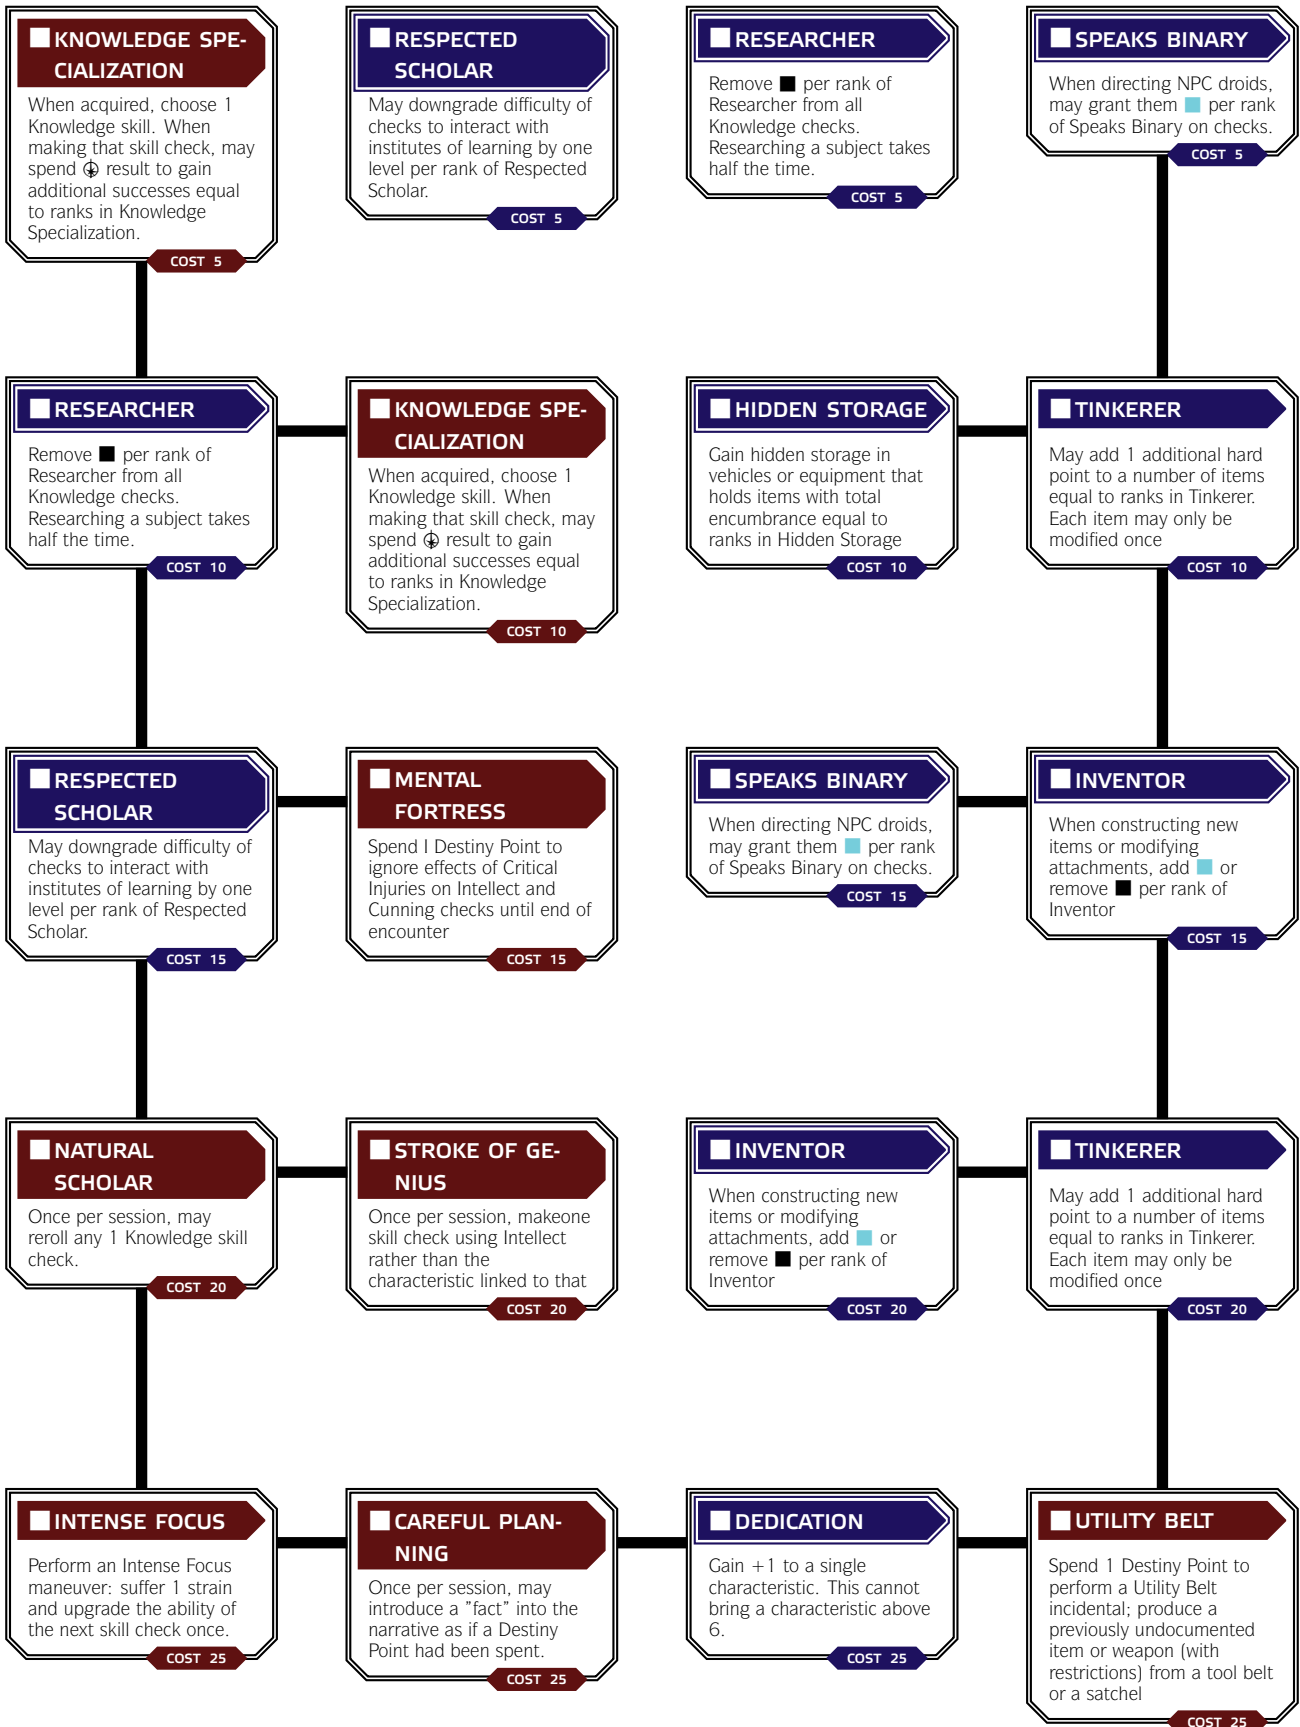 KNOWLEDGE SPE-
CIALIZATION
When acquired, choose 1
Knowledge skill. When
making that skill check, may
spend result to gain
additional successes equal
to ranks in Knowledge
Specialization.
COST 5
RESPECTED
SCHOLAR
May downgrade difficulty of
checks to interact with
institutes of learning by one
level per rank of Respected
Scholar.
COST 5
RESEARCHER
Remove per rank of
Researcher from all
Knowledge checks.
Researching a subject takes
half the time.
COST 5
SPEAKS BINARY
When directing NPC droids,
may grant them per rank
of Speaks Binary on checks.
COST 5
RESEARCHER
Remove per rank of
Researcher from all
Knowledge checks.
Researching a subject takes
half the time.
COST 10
KNOWLEDGE SPE-
CIALIZATION
When acquired, choose 1
Knowledge skill. When
making that skill check, may
spend result to gain
additional successes equal
to ranks in Knowledge
Specialization.
COST 10
HIDDEN STORAGE
Gain hidden storage in
vehicles or equipment that
holds items with total
encumbrance equal to
ranks in Hidden Storage
COST 10
TINKERER
May add 1 additional hard
point to a number of items
equal to ranks in Tinkerer.
Each item may only be
modified once
COST 10
RESPECTED
SCHOLAR
May downgrade difficulty of
checks to interact with
institutes of learning by one
level per rank of Respected
Scholar.
COST 15
MENTAL
FORTRESS
Spend I Destiny Point to
ignore effects of Critical
Injuries on Intellect and
Cunning checks until end of
encounter
COST 15
SPEAKS BINARY
When directing NPC droids,
may grant them per rank
of Speaks Binary on checks.
COST 15
INVENTOR
When constructing new
items or modifying
attachments, add or
remove per rank of
Inventor
COST 15
NATURAL
SCHOLAR
Once per session, may
reroll any 1 Knowledge skill
check.
COST 20
STROKE OF GE-
NIUS
Once per session, makeone
skill check using Intellect
rather than the
characteristic linked to that
COST 20
INVENTOR
When constructing new
items or modifying
attachments, add or
remove per rank of
Inventor
COST 20
TINKERER
May add 1 additional hard
point to a number of items
equal to ranks in Tinkerer.
Each item may only be
modified once
COST 20
INTENSE FOCUS
Perform an Intense Focus
maneuver: suffer 1 strain
and upgrade the ability of
the next skill check once.
COST 25
CAREFUL PLAN-
NING
Once per session, may
introduce a ”fact” into the
narrative as if a Destiny
Point had been spent.
COST 25
DEDICATION
Gain +1 to a single
characteristic. This cannot
bring a characteristic above
6.
COST 25
UTILITY BELT
Spend 1 Destiny Point to
perform a Utility Belt
incidental; produce a
previously undocumented
item or weapon (with
restrictions) from a tool belt
or a satchel
COST 25